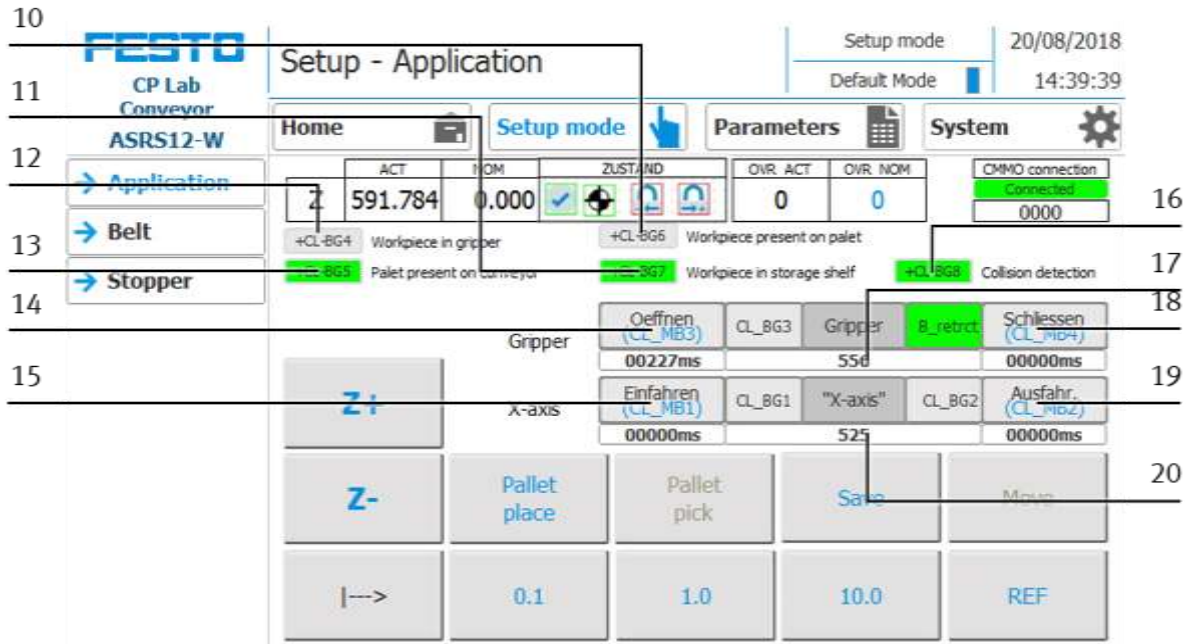 10
11
12
13
14
15
16
17
18
19
20
FESTO
CP Lab
Conveyor
ASRS12-W
Setup - Application
Setup mode
Default Mode
20/08/2018
14:39:39
Home
Setup mode
Parameters
System
Application
Belt
Stopper
ACT
NOM
ZUSTAND
OVR ACT
OVR NOM
CMMO connection
Z
591.784
0.000
0
0
Connected
0000
+CL-BG4 Workpiece in gripper
+CL-BG6 Workpiece present on palet
+CL-BG5 Palet present on conveyor
+CL-BG7 Workpiece in storage shelf
+CL-BG8 Collision detection
Gripper
Oeffnen
(CL_MB3)
CL_BG3
Gripper
B_retrct
Schliessen
(CL_MB4)
00227ms
556
00000ms
X-axis
Einfahren
(CL_MB1)
CL_BG1
"X-axis"
CL_BG2
Ausfahr.
(CL_MB2)
00000ms
525
00000ms
Z+
Z-
Pallet
place
Pallet
pick
Save
Move
|--->
0.1
1.0
10.0
REF